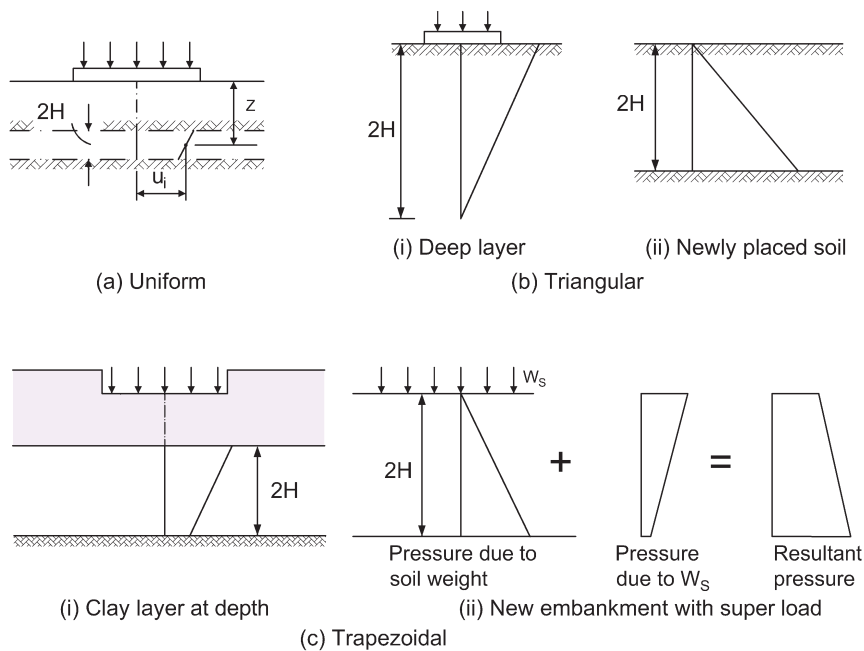 2H
z
u_i
(a) Uniform
2H
(i) Deep layer
2H
(ii) Newly placed soil
(b) Triangular
2H
(i) Clay layer at depth
W_S
2H
+
=
Pressure due to
soil weight
Pressure
due to W_S
Resultant
pressure
(ii) New embankment with super load
(c) Trapezoidal